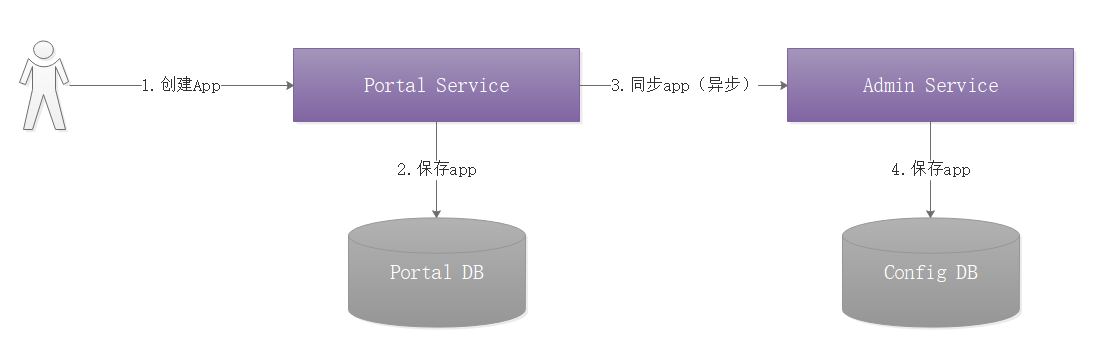 1. 创建App
Portal Service
3. 同步app（异步）
Admin Service
2. 保存app
4. 保存app
Portal DB
Config DB